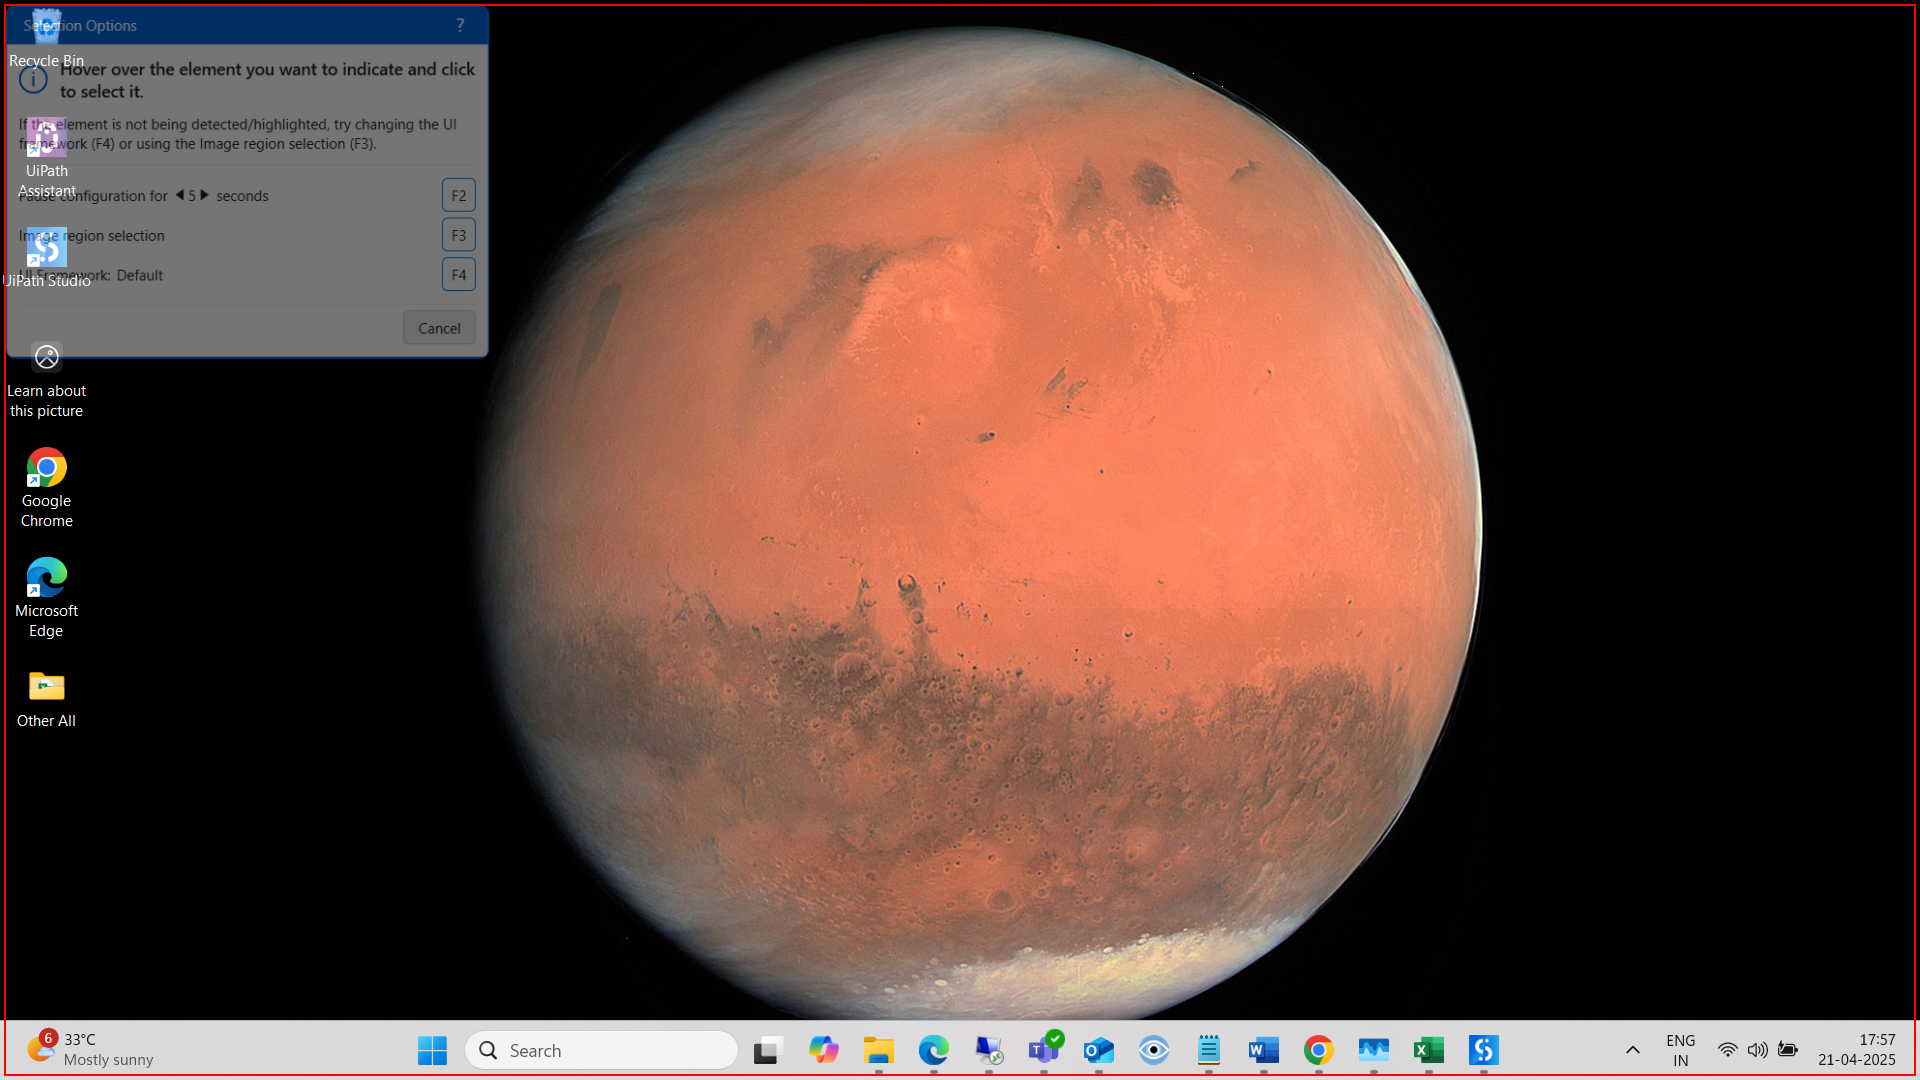 Selection Options
?
Hover over the element you want to indicate and click
to select it.
If the element is not being detected/highlighted, try changing the UI
framework (F4) or using the Image region selection (F3).
Pause configuration for 5 seconds
F2
Image region selection
F3
UI Framework: Default
F4
Cancel
Recycle Bin
UiPath
Assistant
UiPath Studio
Learn about
this picture
Google
Chrome
Microsoft
Edge
Other All
6
33°C
Mostly sunny
Search
ENG
IN
17:57
21-04-2025